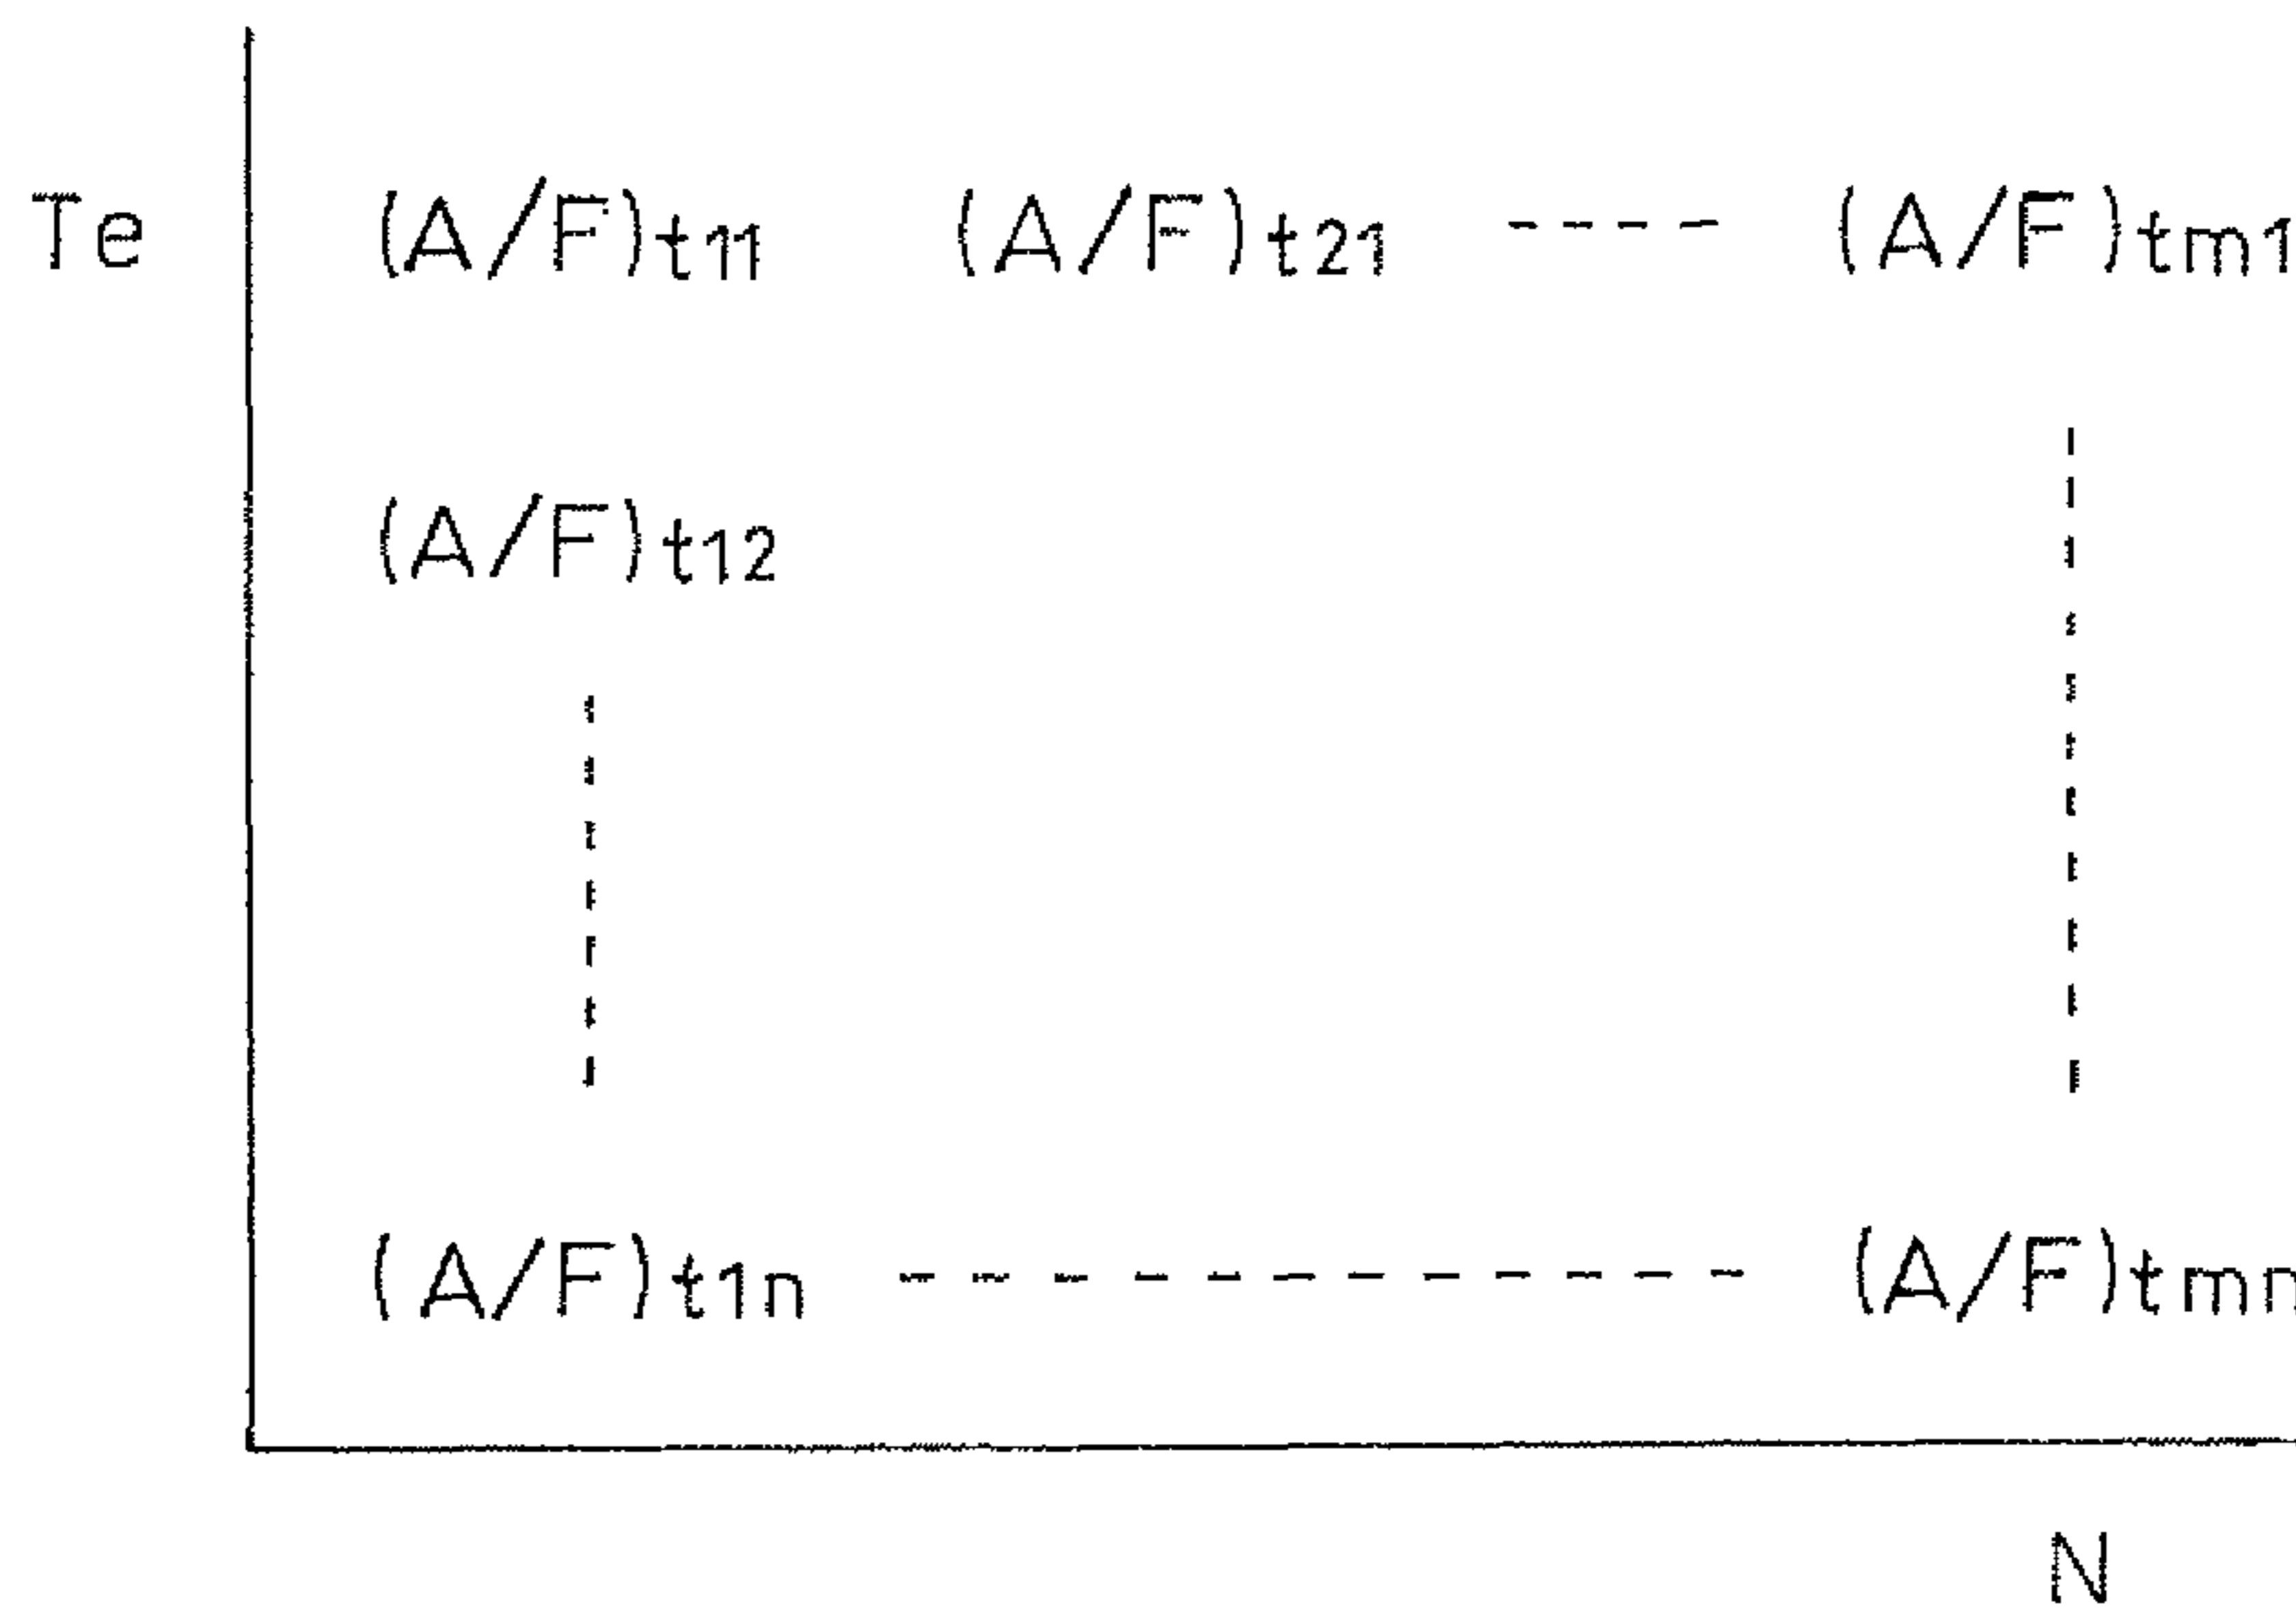 Te (A/F)t11 (A/F)t21 ---- (A/F)tm1
(A/F)t12
(A/F)t1n ------------ (A/F)tmn
N